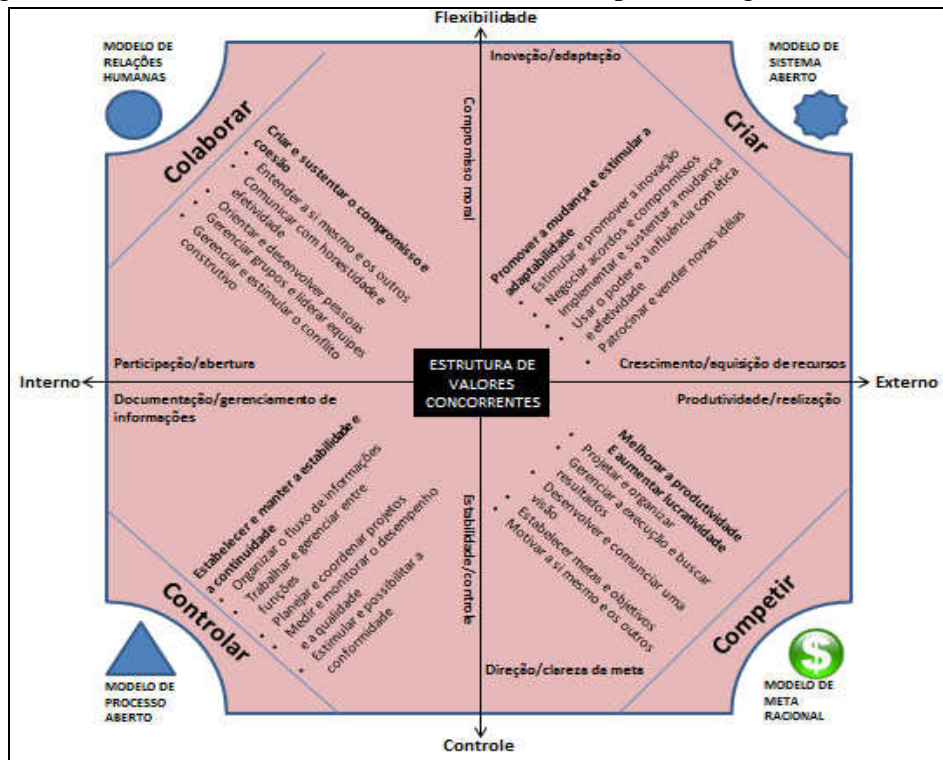 Flexibilidade
MODELO DE
RELAÇÕES
HUMANAS
Inovação/adaptação
MODELO DE
SISTEMA
ABERTO
Colaborar
Criar
Compromisso moral
Criar e sustentar o compromisso e
coesão
• Entender a si mesmo e os outros
• Comunicar com honestidade e
efetividade
• Orientar e desenvolver pessoas
• Gerenciar grupos e liderar equipes
• Gerenciar e estimular o conflito
construtivo
Promover a mudança e estimular a
adaptabilidade
• Estimular e promover a inovação
• Negociar acordos e compromissos
• Implementar e sustentar a mudança
• Usar o poder e a influência com ética
e efetividade
• Patrocinar e vender novas idéias
Participação/abertura
Crescimento/aquisição de recursos
Interno
ESTRUTURA DE
VALORES
CONCORRENTES
Externo
Documentação/gerenciamento de
informações
Produtividade/realização
Estabelecer e manter a estabilidade e
a continuidade
• Organizar o fluxo de informações
• Trabalhar e gerenciar entre
funções
• Planejar e coordenar projetos
• Medir e monitorar o desempenho
e a qualidade
• Estimular e possibilitar a
conformidade
Melhorar a produtividade
E aumentar lucratividade
• Projetar e organizar
• Gerenciar a execução e buscar
resultados
• Desenvolver e comunciar uma
visão
• Estabelecer metas e objetivos
• Motivar a si mesmo e os outros
Estabilidade/controle
Controlar
Competir
Direção/clareza da meta
MODELO DE
PROCESSO
ABERTO
$
MODELO DE
META
RACIONAL
Controle